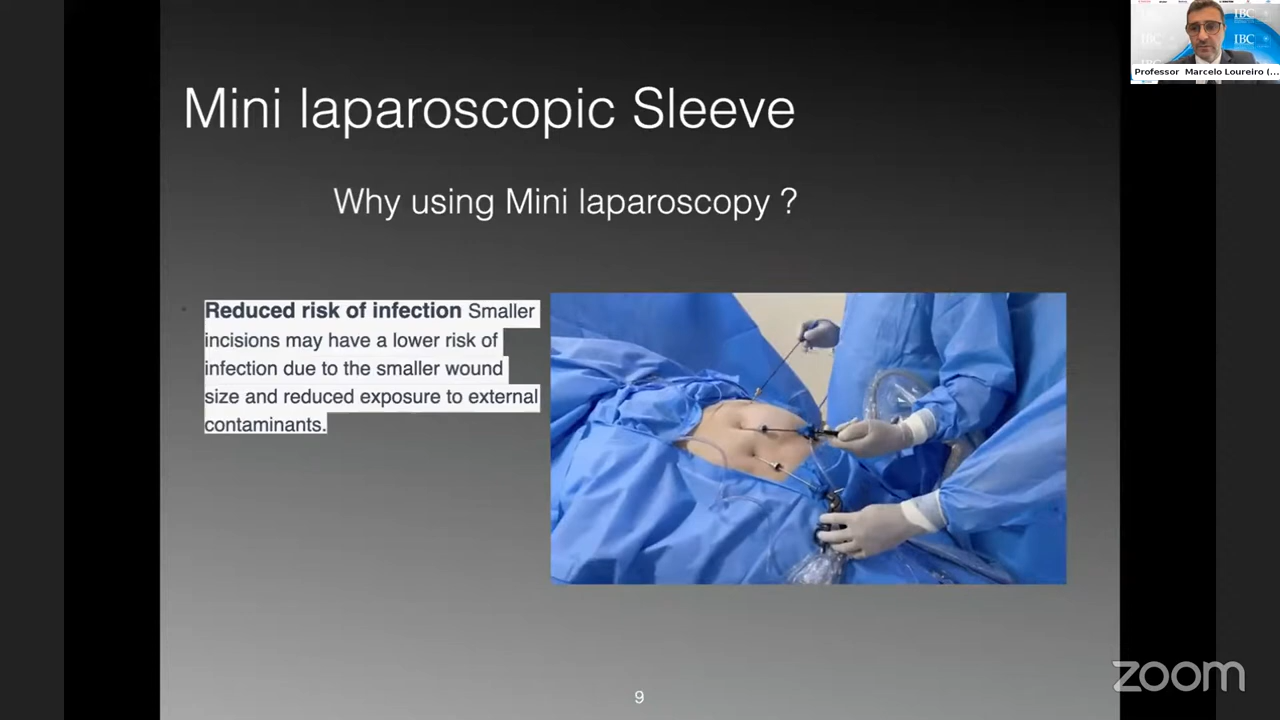 IBC
IBC
IBC
Professor Marcelo Loureiro (...
Mini laparoscopic Sleeve
Why using Mini laparoscopy ?
Reduced risk of infection Smaller
incisions may have a lower risk of
infection due to the smaller wound
size and reduced exposure to external
contaminants.
zoom
9